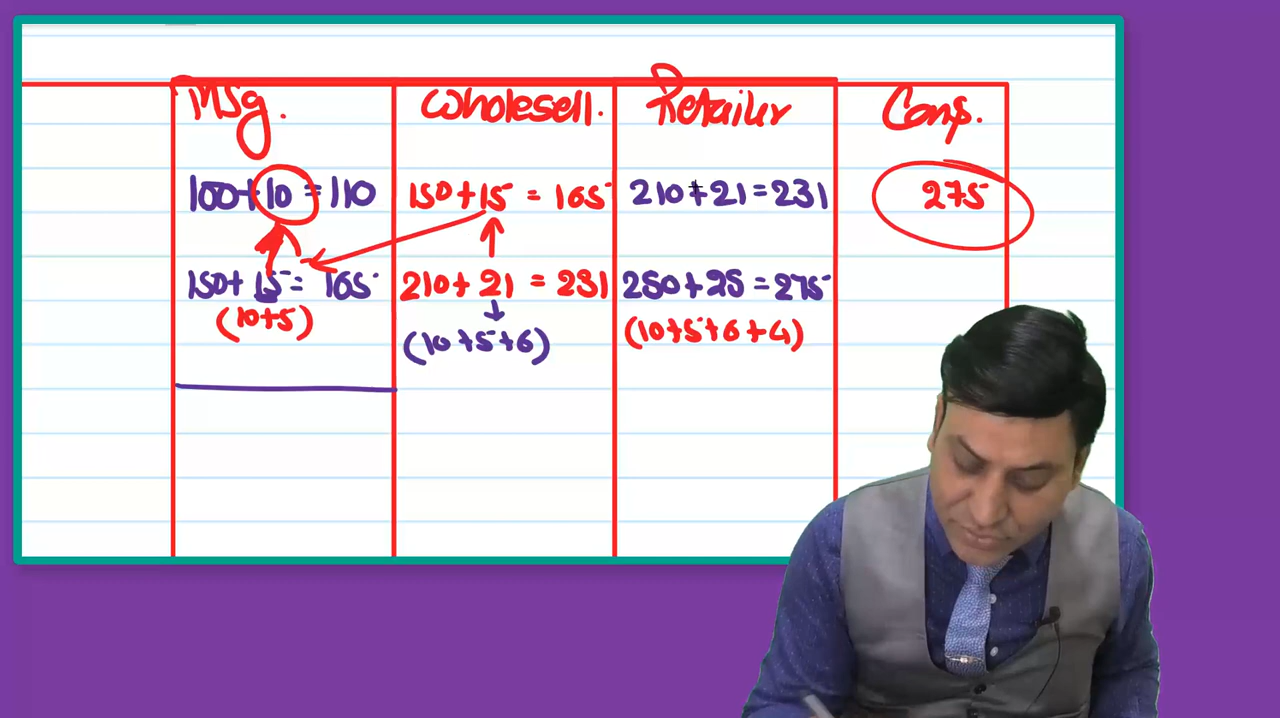 Mfg. Wholesell. Retailer Cons.
100+10=110 150+15=165 210+21=231 275
150+15=165 210+21=231 250+25=275
(10+5) (10+5+6) (10+5+6+4)